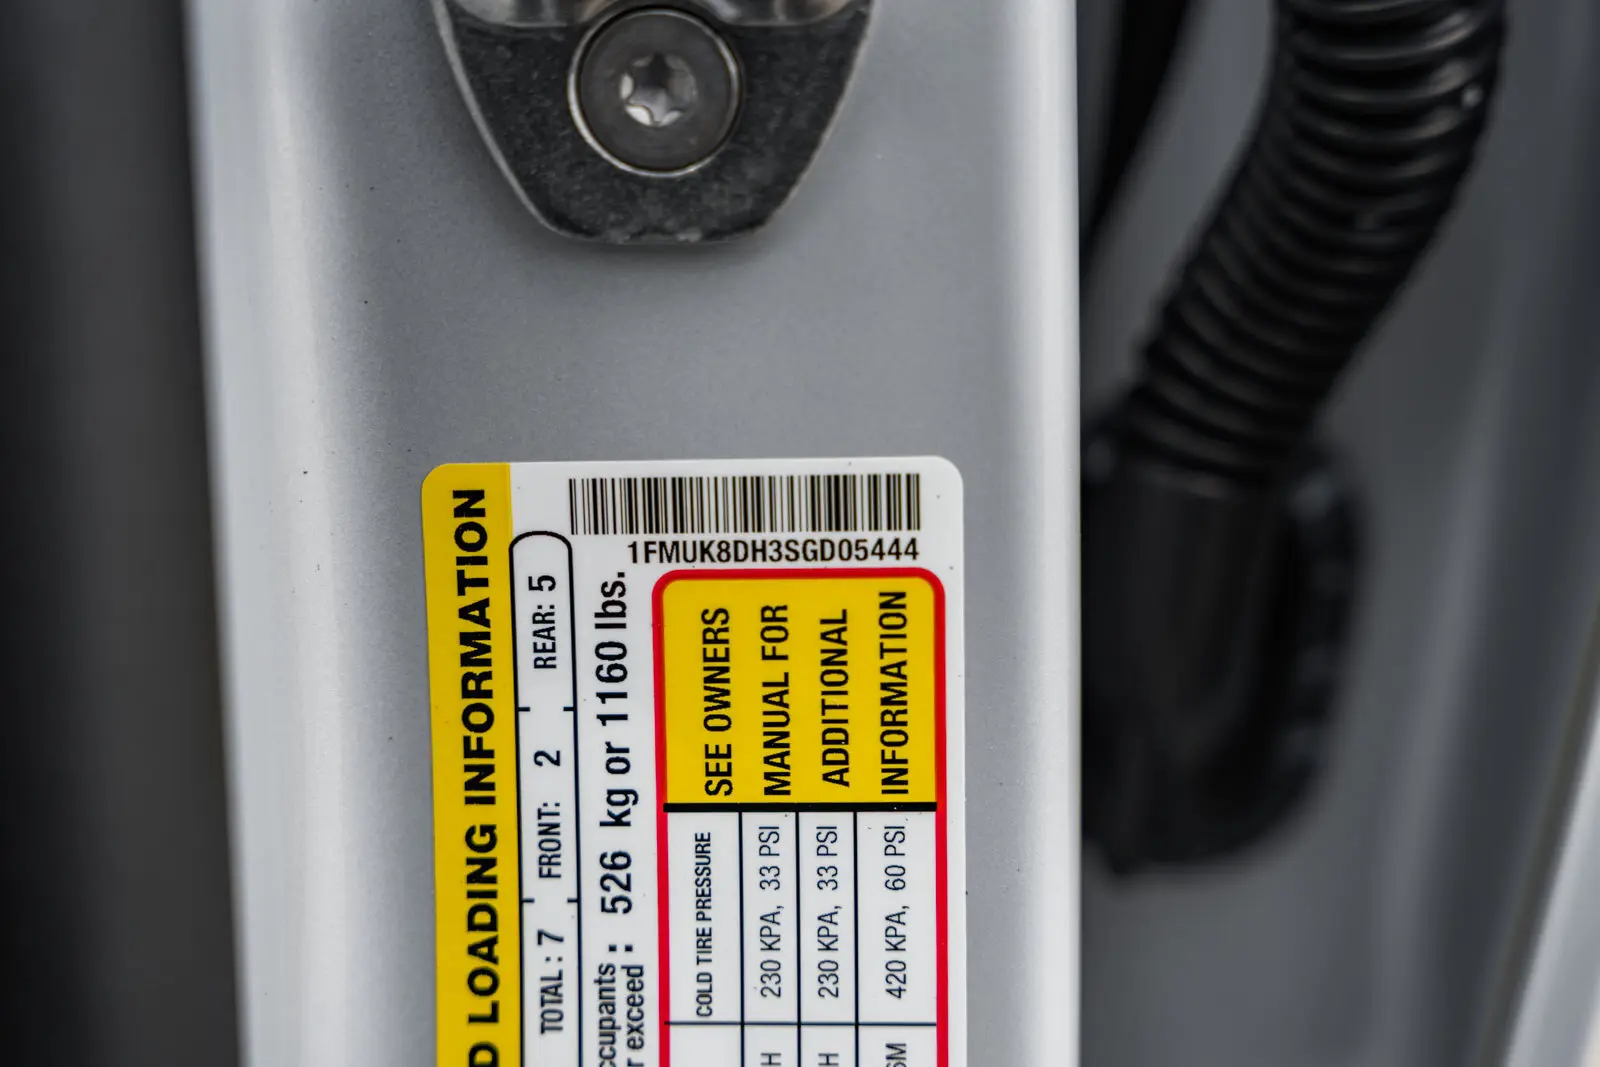 1FMUK8DH3SGD05444
D LOADING INFORMATION
TOTAL: 7 FRONT: 2 REAR: 5
ccupants
r exceed : 526 kg or 1160 lbs.
COLD TIRE PRESSURE
H 230 KPA, 33 PSI
H 230 KPA, 33 PSI
6M 420 KPA, 60 PSI
SEE OWNERS
MANUAL FOR
ADDITIONAL
INFORMATION